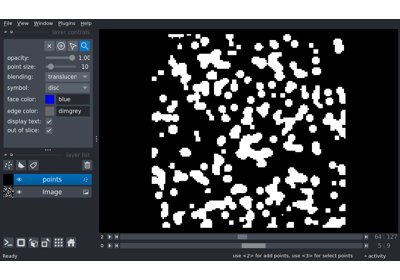 File View Window Plugins Help
layer controls
opacity: 1.00
point size: 10
blending: translucen
symbol: disc
face color: blue
edge color: dimgrey
display text:
out of slice:
layer list
points
Image
2 64 127
0 5 9
Ready use <2> for add points, use <3> for select points activity